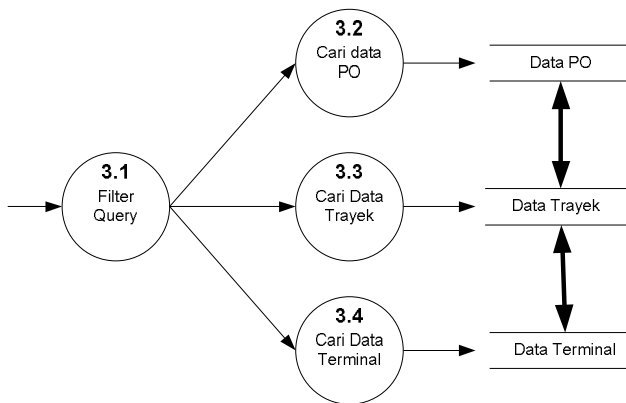 3.2
Cari data
PO
Data PO
3.1
Filter
Query
3.3
Cari Data
Trayek
Data Trayek
3.4
Cari Data
Terminal
Data Terminal